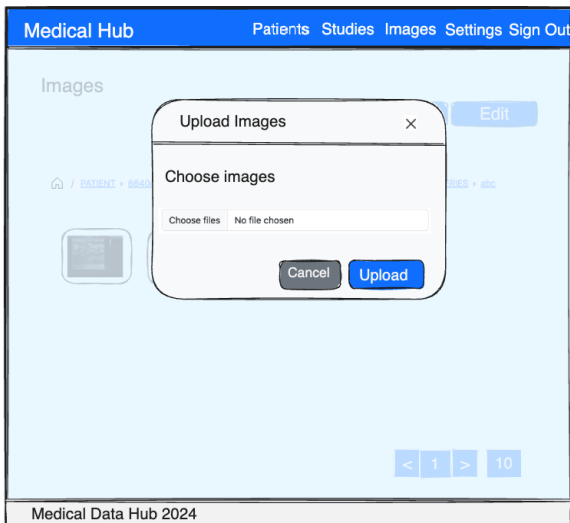 Medical Hub Patients Studies Images Settings Sign Out
Images
Edit
Upload Images ×
/ PATIENT • RIES • abc
Choose images
Choose files No file chosen
Cancel Upload
< 1 > 10
Medical Data Hub 2024